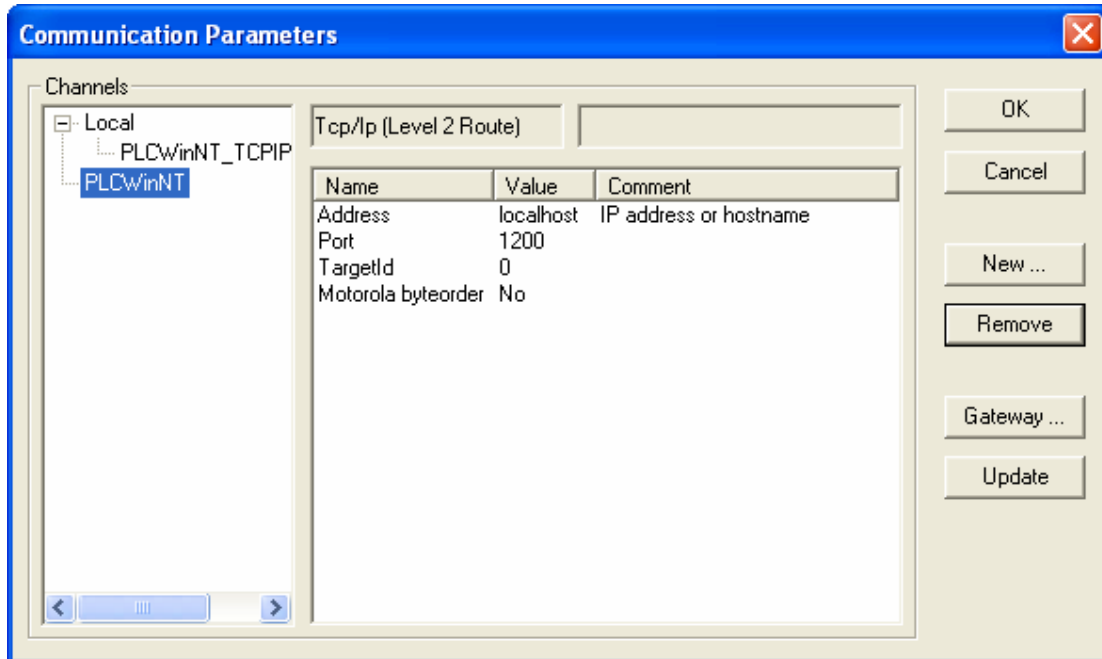 Communication Parameters
Channels
Local
PLCWinNT_TCPIP
PLCWinNT
Tcp/Ip (Level 2 Route)
Name Value Comment
Address localhost IP address or hostname
Port 1200
TargetId 0
Motorola byteorder No
OK
Cancel
New ...
Remove
Gateway ...
Update